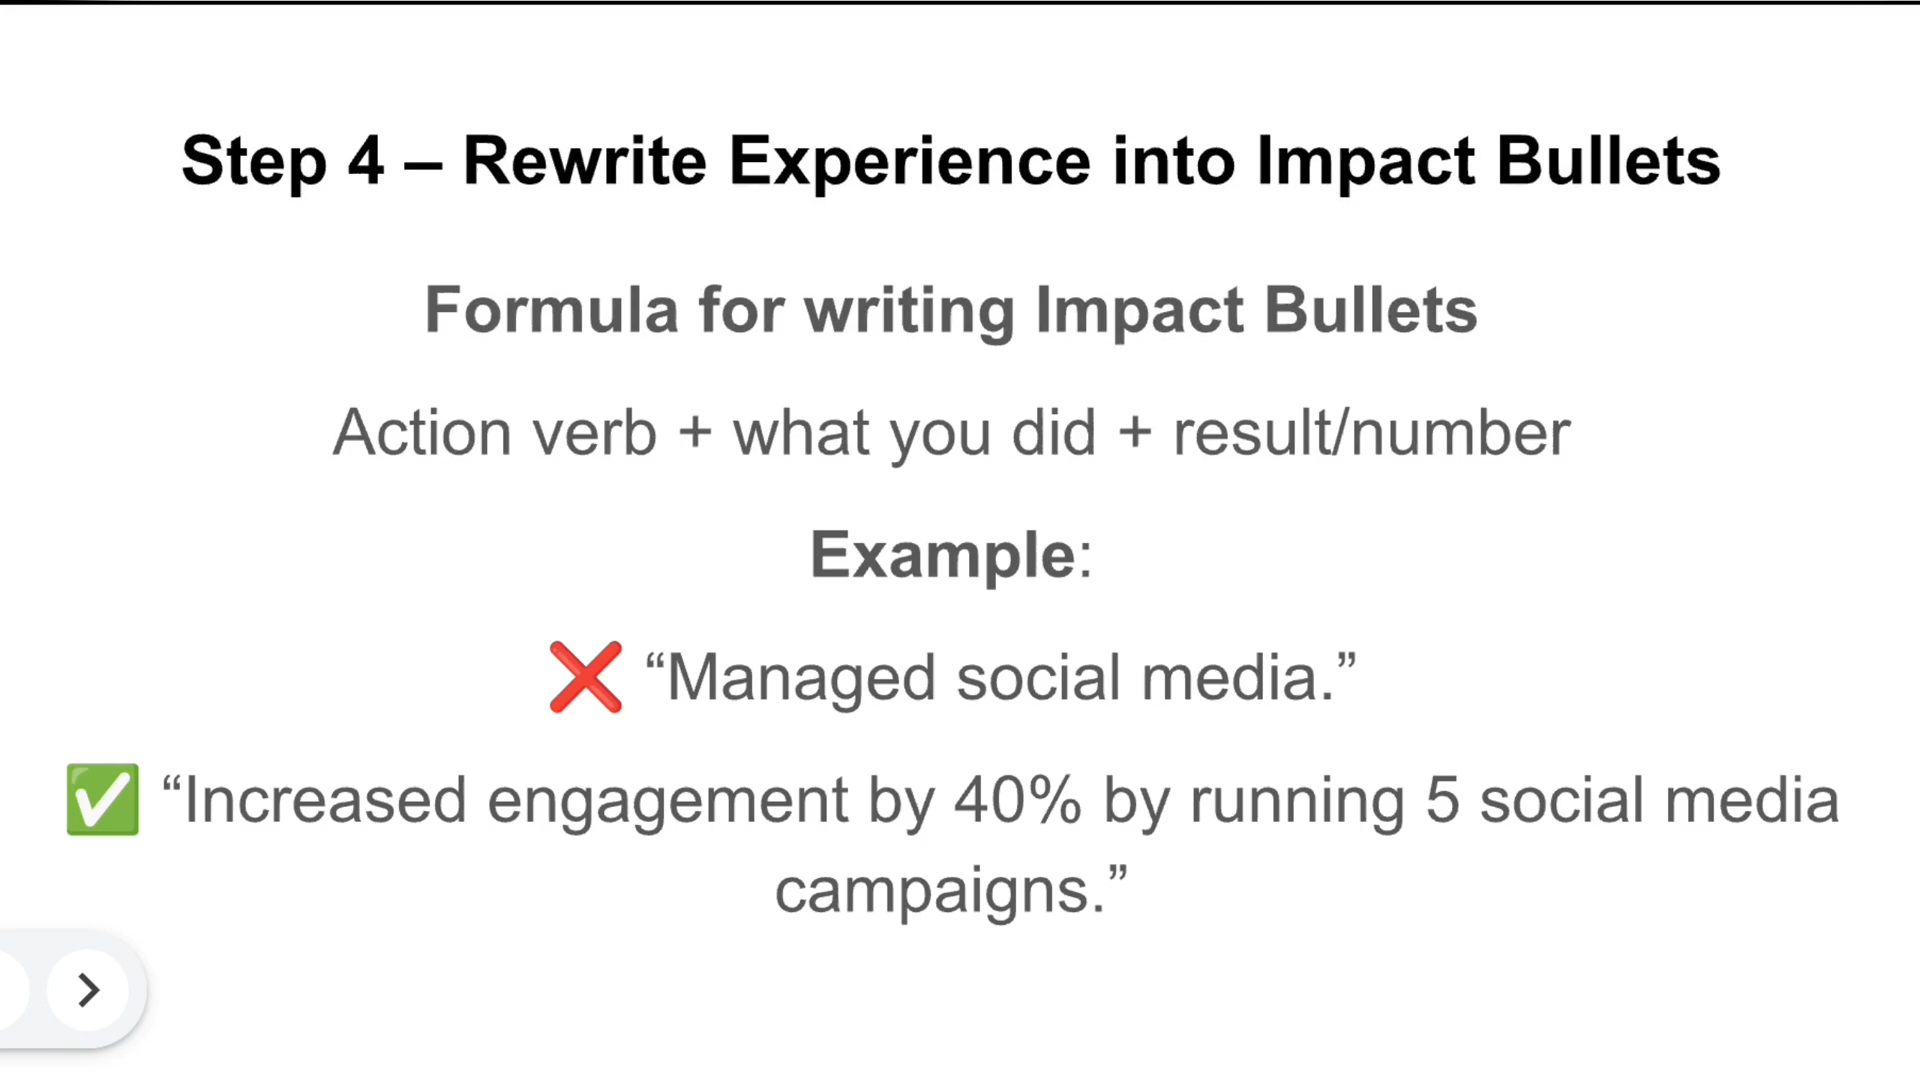 Step 4 – Rewrite Experience into Impact Bullets
Formula for writing Impact Bullets
Action verb + what you did + result/number
Example:
❌ “Managed social media.”
✅ “Increased engagement by 40% by running 5 social media
campaigns.”